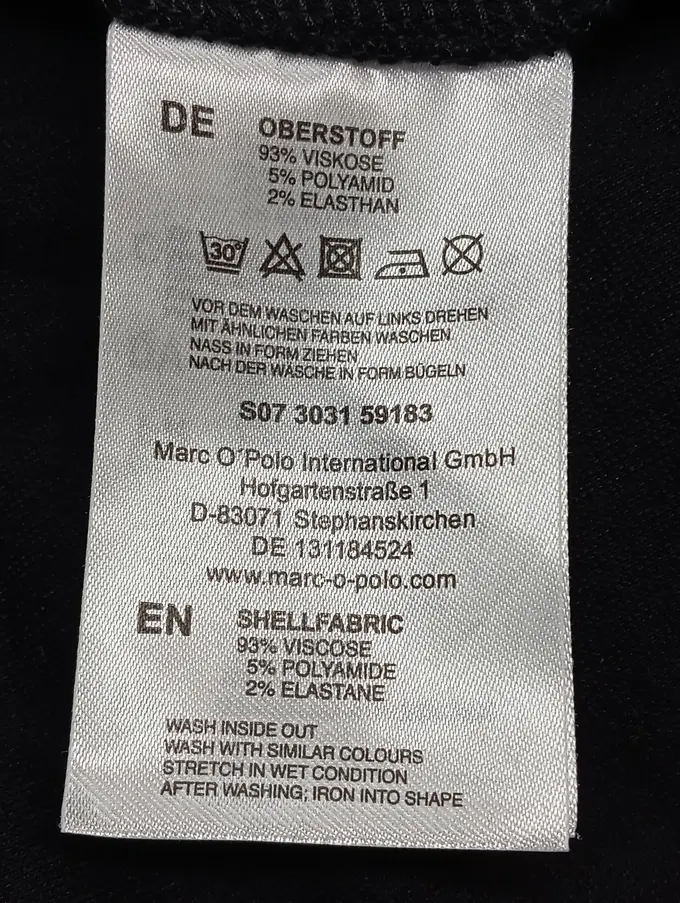 DE OBERSTOFF
93% VISKOSE
5% POLYAMID
2% ELASTHAN
30°
VOR DEM WASCHEN AUF LINKS DREHEN
MIT ÄHNLICHEN FARBEN WASCHEN
NASS IN FORM ZIEHEN
NACH DER WÄSCHE IN FORM BÜGELN
S07 3031 59183
Marc O´Polo International GmbH
Hofgartenstraße 1
D-83071 Stephanskirchen
DE 131184524
www.marc-o-polo.com
EN SHELLFABRIC
93% VISCOSE
5% POLYAMIDE
2% ELASTANE
WASH INSIDE OUT
WASH WITH SIMILAR COLOURS
STRETCH IN WET CONDITION
AFTER WASHING; IRON INTO SHAPE